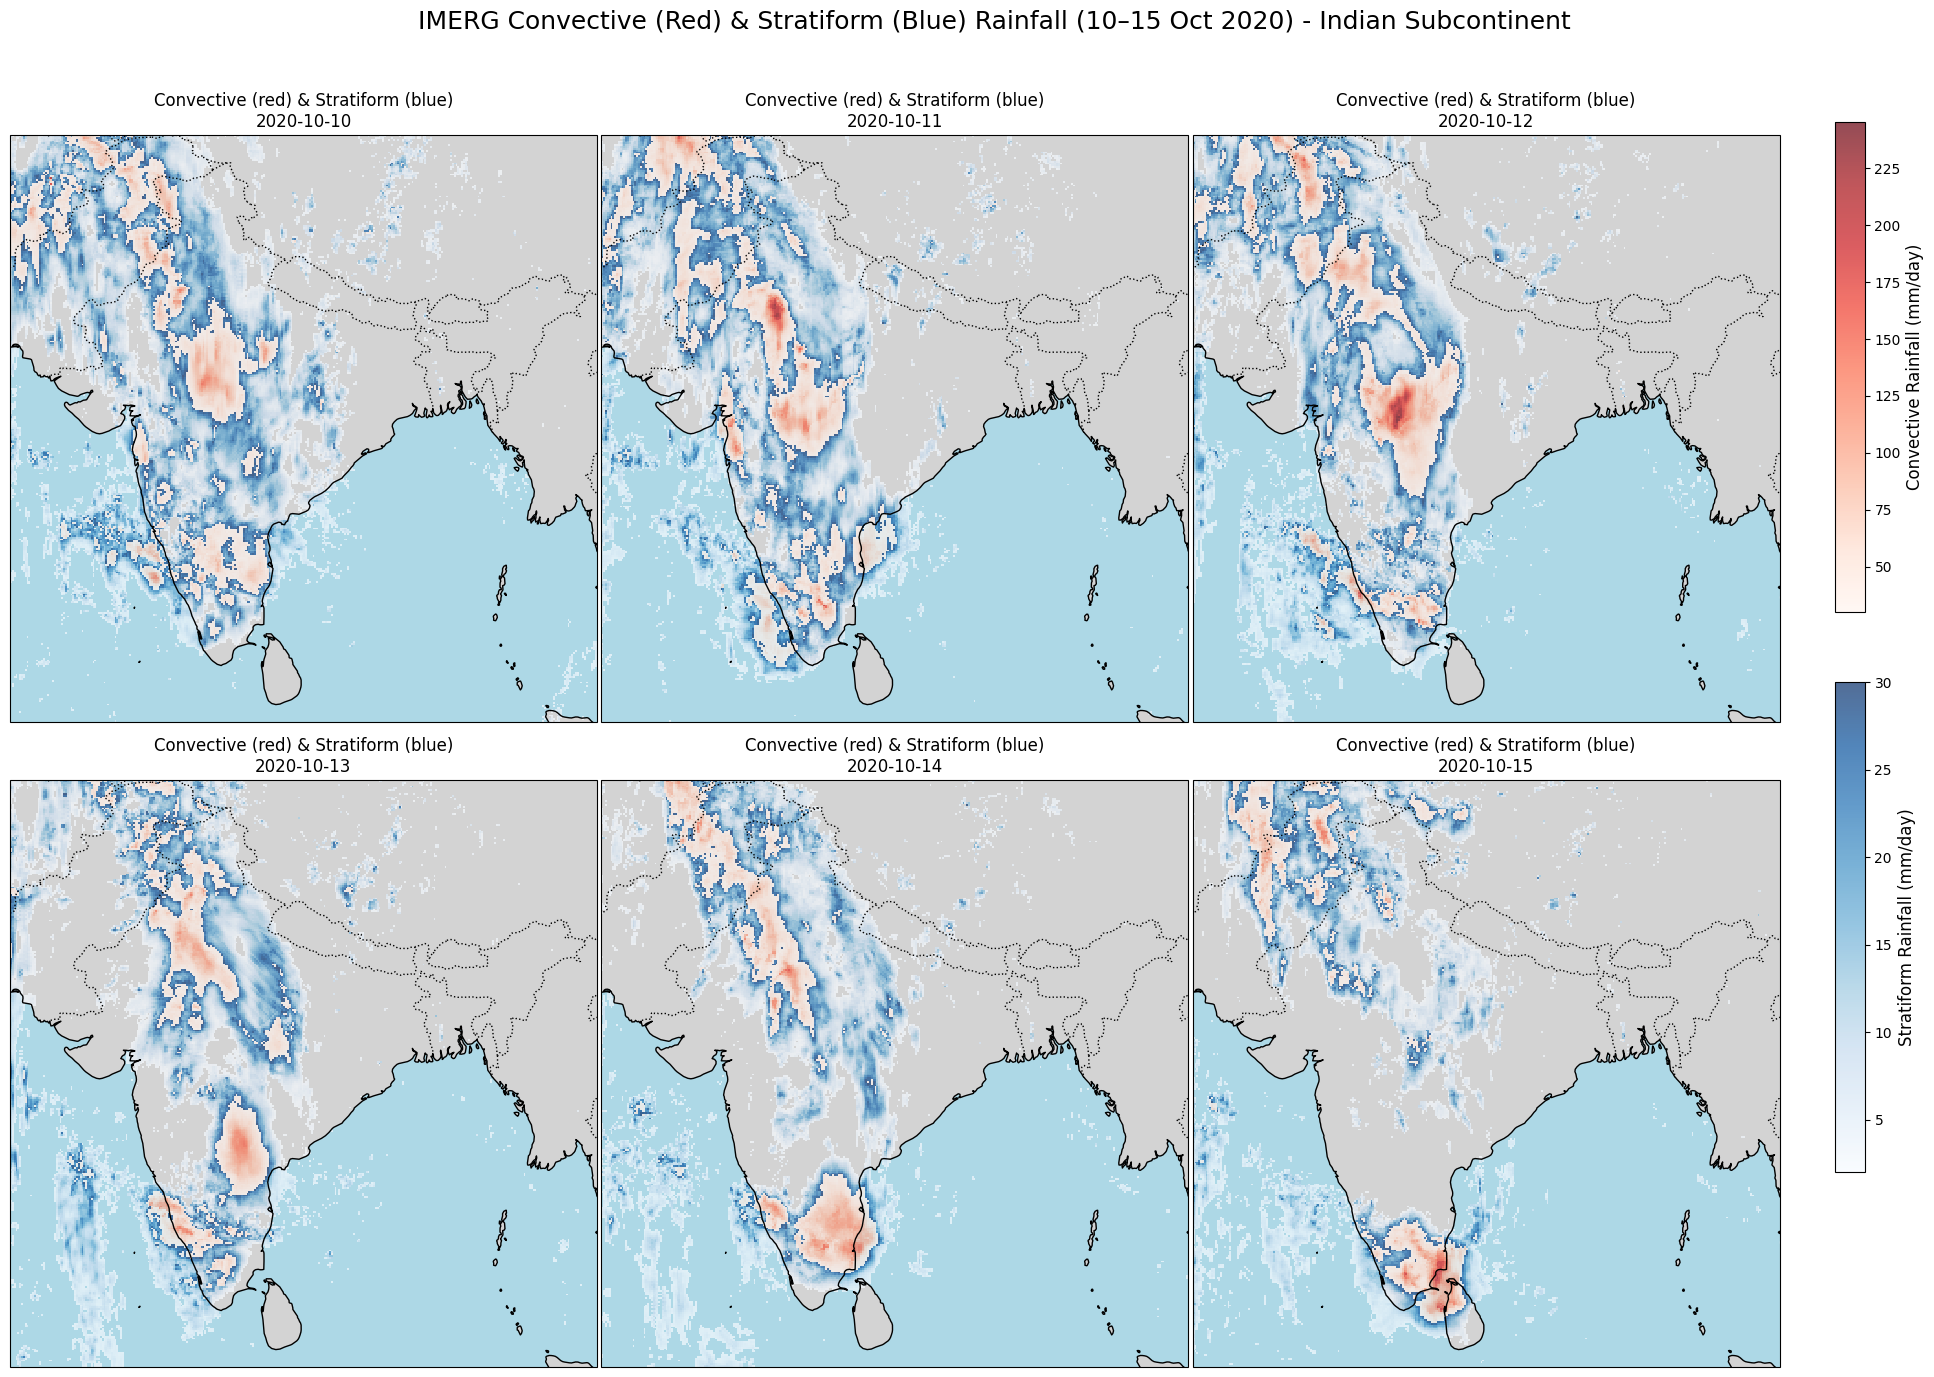 IMERG Convective (Red) & Stratiform (Blue) Rainfall (10–15 Oct 2020) - Indian Subcontinent
Convective (red) & Stratiform (blue)
2020-10-10
Convective (red) & Stratiform (blue)
2020-10-11
Convective (red) & Stratiform (blue)
2020-10-12
225
200
175
150
125
100
75
50
Convective Rainfall (mm/day)
Convective (red) & Stratiform (blue)
2020-10-13
Convective (red) & Stratiform (blue)
2020-10-14
Convective (red) & Stratiform (blue)
2020-10-15
30
25
20
15
10
5
Stratiform Rainfall (mm/day)